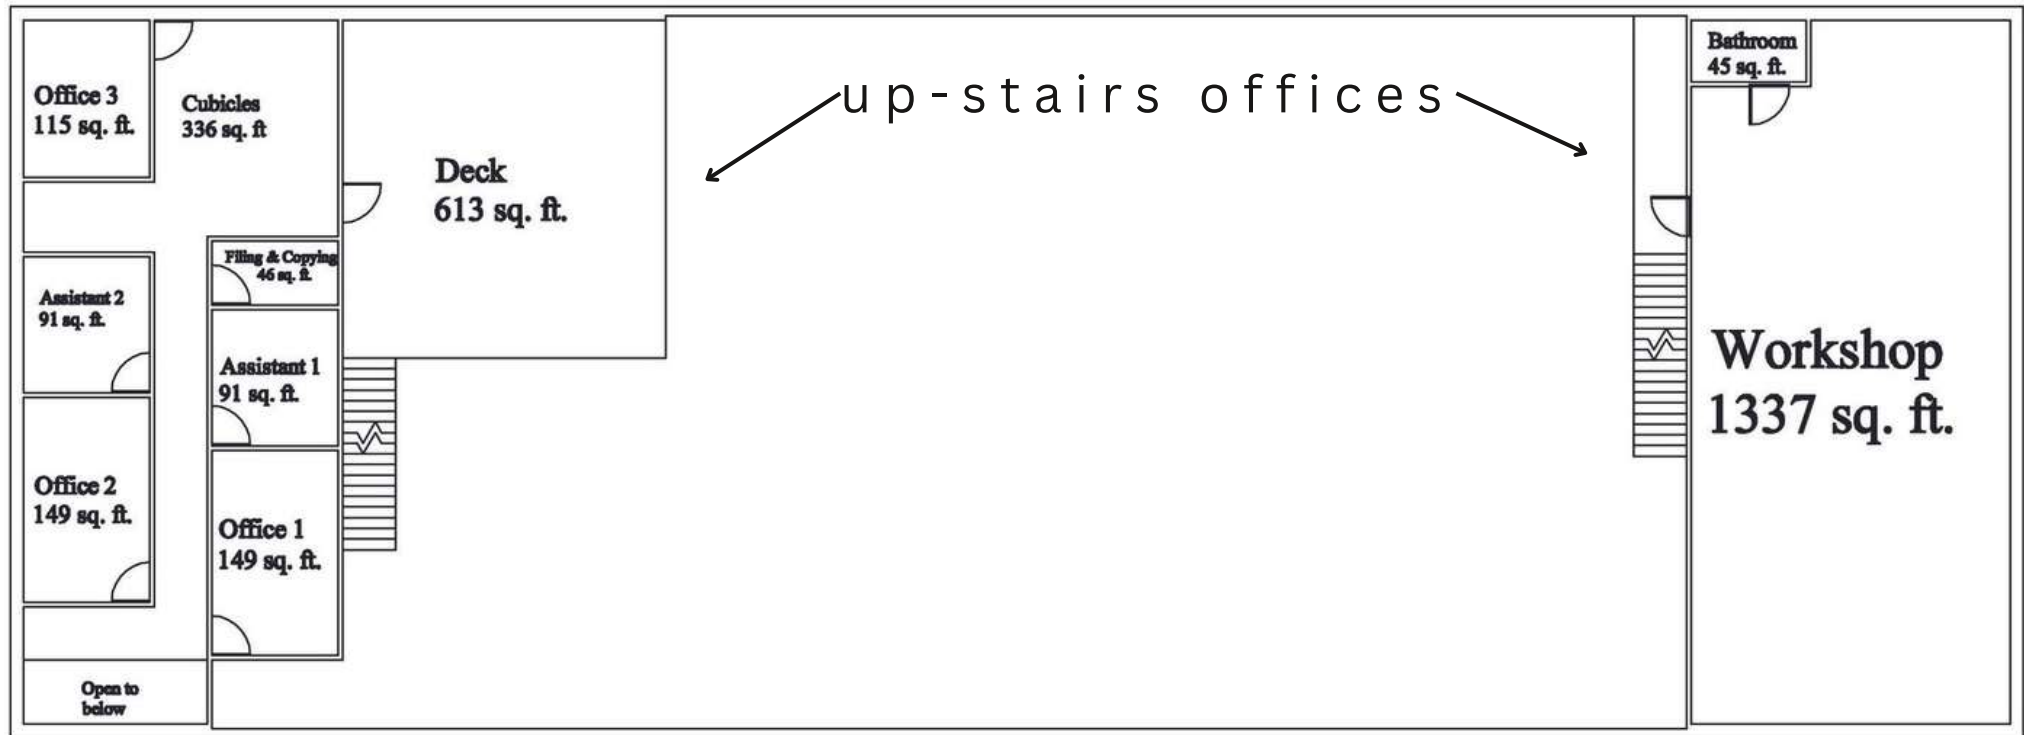 Office 3
115 sq. ft.
Cubicles
336 sq. ft
Deck
613 sq. ft.
up-stairs offices
Bathroom
45 sq. ft.
Filing & Copying
46 sq. ft.
Assistant 2
91 sq. ft.
Assistant 1
91 sq. ft.
Office 2
149 sq. ft.
Office 1
149 sq. ft.
Open to
below
Workshop
1337 sq. ft.